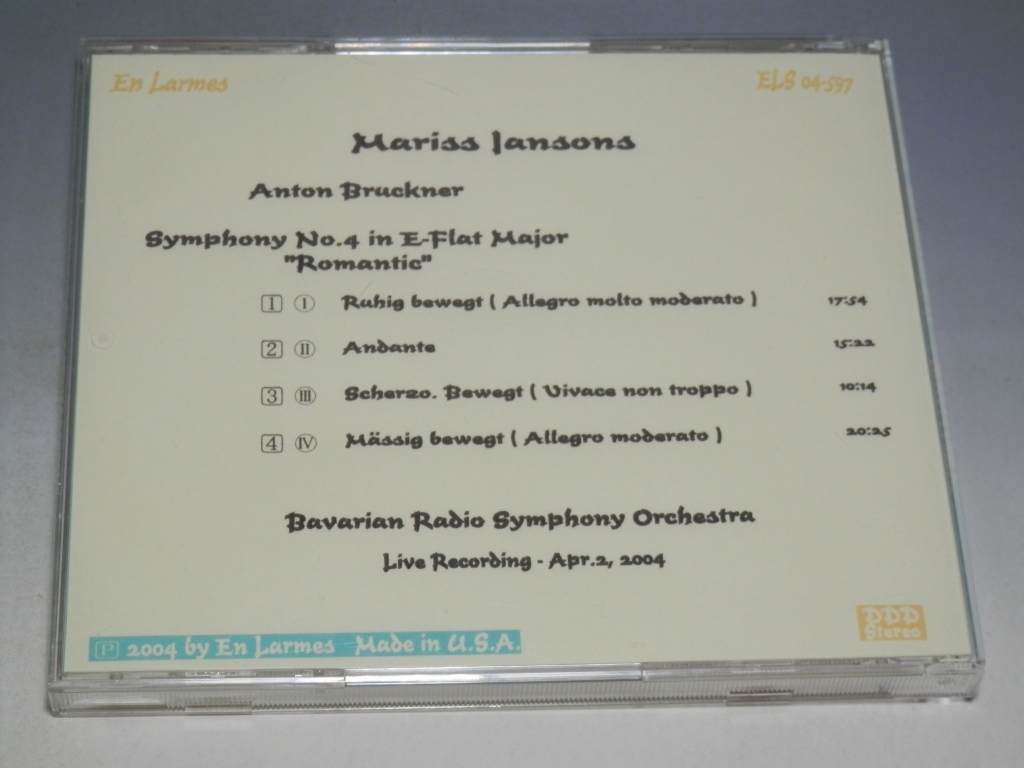 En Larmes ELS 04-597
Mariss Jansons
Anton Bruckner
Symphony No.4 in E-Flat Major
"Romantic"
1 I Ruhig bewegt ( Allegro molto moderato ) 17:54
2 II Andante 15:22
3 III Scherzo. Bewegt ( Vivace non troppo ) 10:14
4 IV Mässig bewegt ( Allegro moderato ) 20:25
Bavarian Radio Symphony Orchestra
Live Recording - Apr.2, 2004
DDD
Stereo
P 2004 by En Larmes Made in U.S.A.